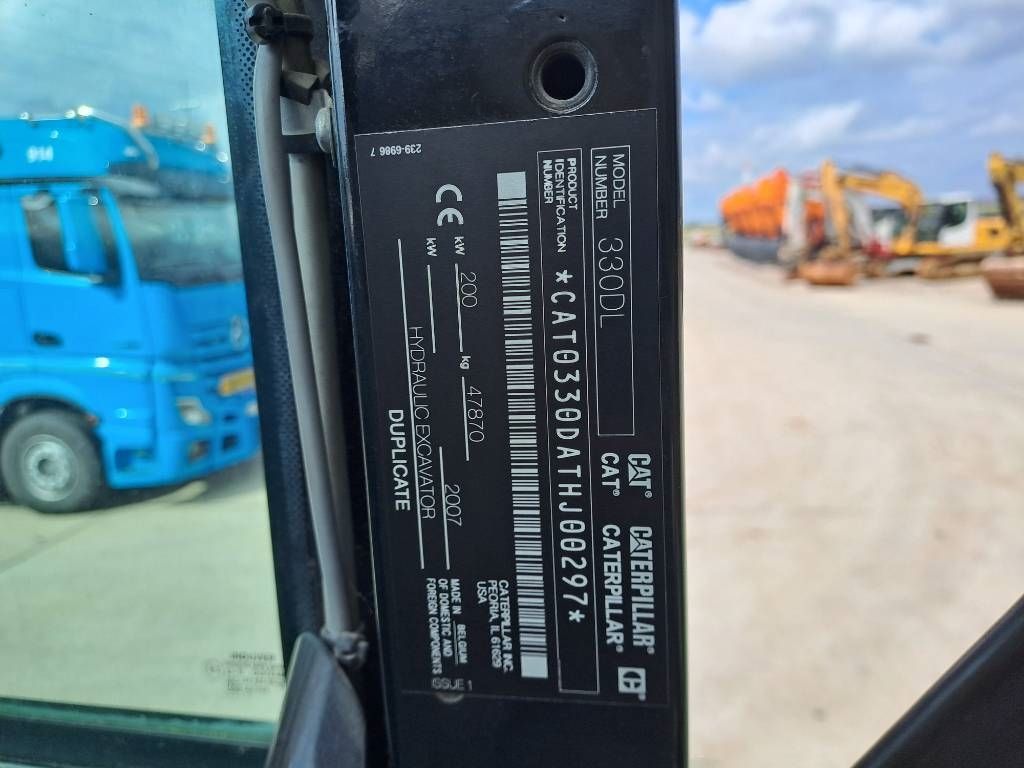 MODEL
NUMBER 330DL
CAT® CATERPILLAR®
CAT® CATERPILLAR®
PRODUCT
IDENTIFICATION
NUMBER
*CAT0330DATHJ00297*
CATERPILLAR INC.
PEORIA, IL 61629
USA
CE kW 200 kg 47870 2007
MADE IN BELGIUM
OF DOMESTIC AND
FOREIGN COMPONENTS
kW
HYDRAULIC EXCAVATOR
DUPLICATE
ISSUE 1
239-6986 7
914